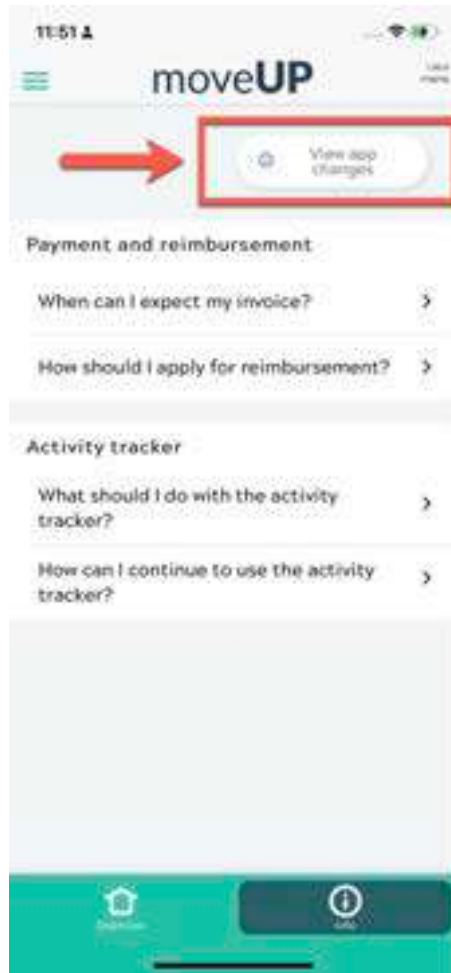 11:51
moveUP
View app
changes
Payment and reimbursement
When can I expect my invoice?
How should I apply for reimbursement?
Activity tracker
What should I do with the activity
tracker?
How can I continue to use the activity
tracker?
Info